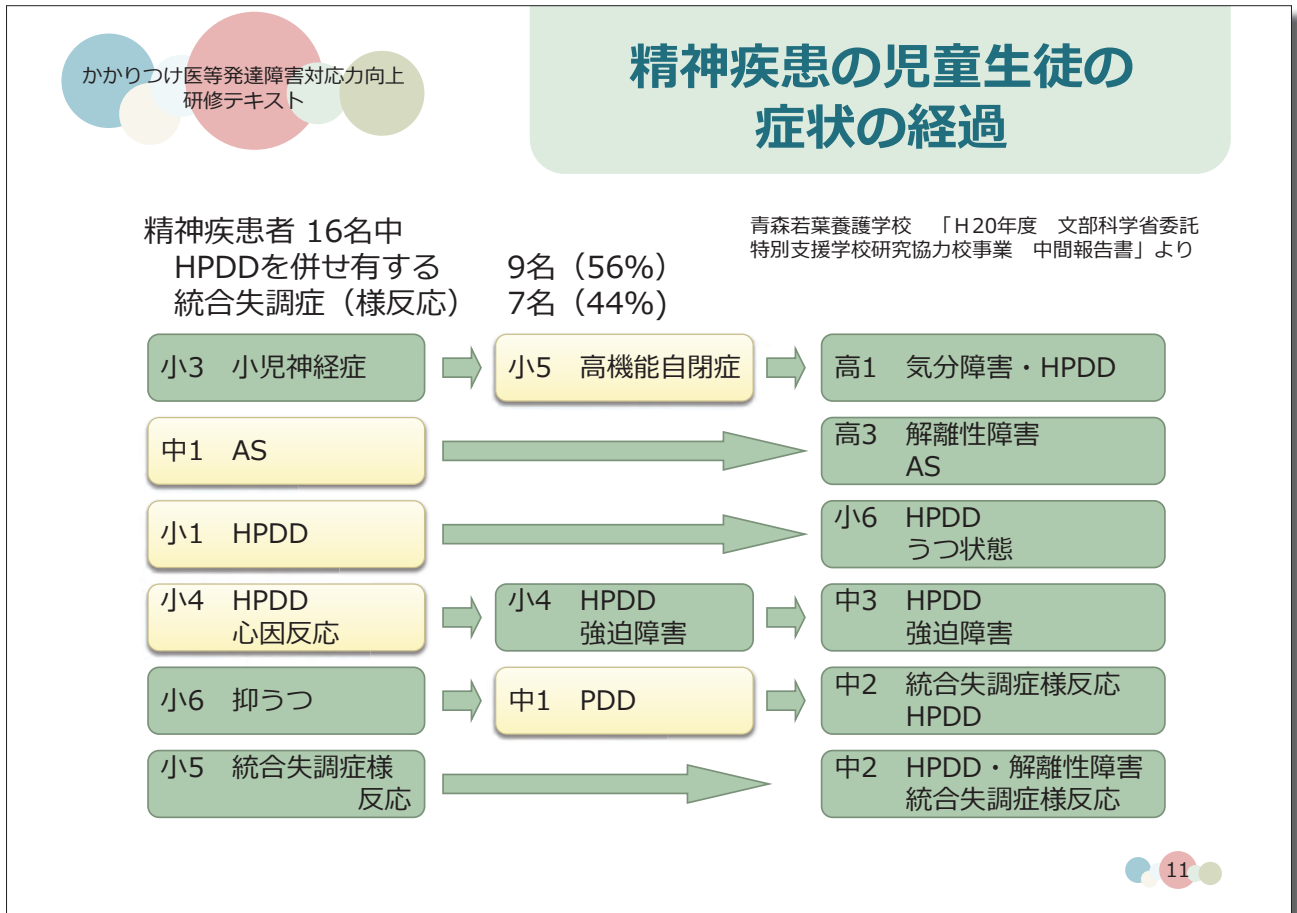 かかりつけ医等発達障害対応力向上
研修テキスト
精神疾患の児童生徒の
症状の経過
精神疾患者 16名中
HPDDを併せ有する 9名（56%）
統合失調症（様反応） 7名（44%)
青森若葉養護学校 「Ｈ20年度 文部科学省委託
特別支援学校研究協力校事業 中間報告書」より
小3 小児神経症
小5 高機能自閉症
高1 気分障害・HPDD
中1 AS
高3 解離性障害
AS
小1 HPDD
小6 HPDD
うつ状態
小4 HPDD
心因反応
小4 HPDD
強迫障害
中3 HPDD
強迫障害
小6 抑うつ
中1 PDD
中2 統合失調症様反応
HPDD
小5 統合失調症様
反応
中2 HPDD・解離性障害
統合失調症様反応
11